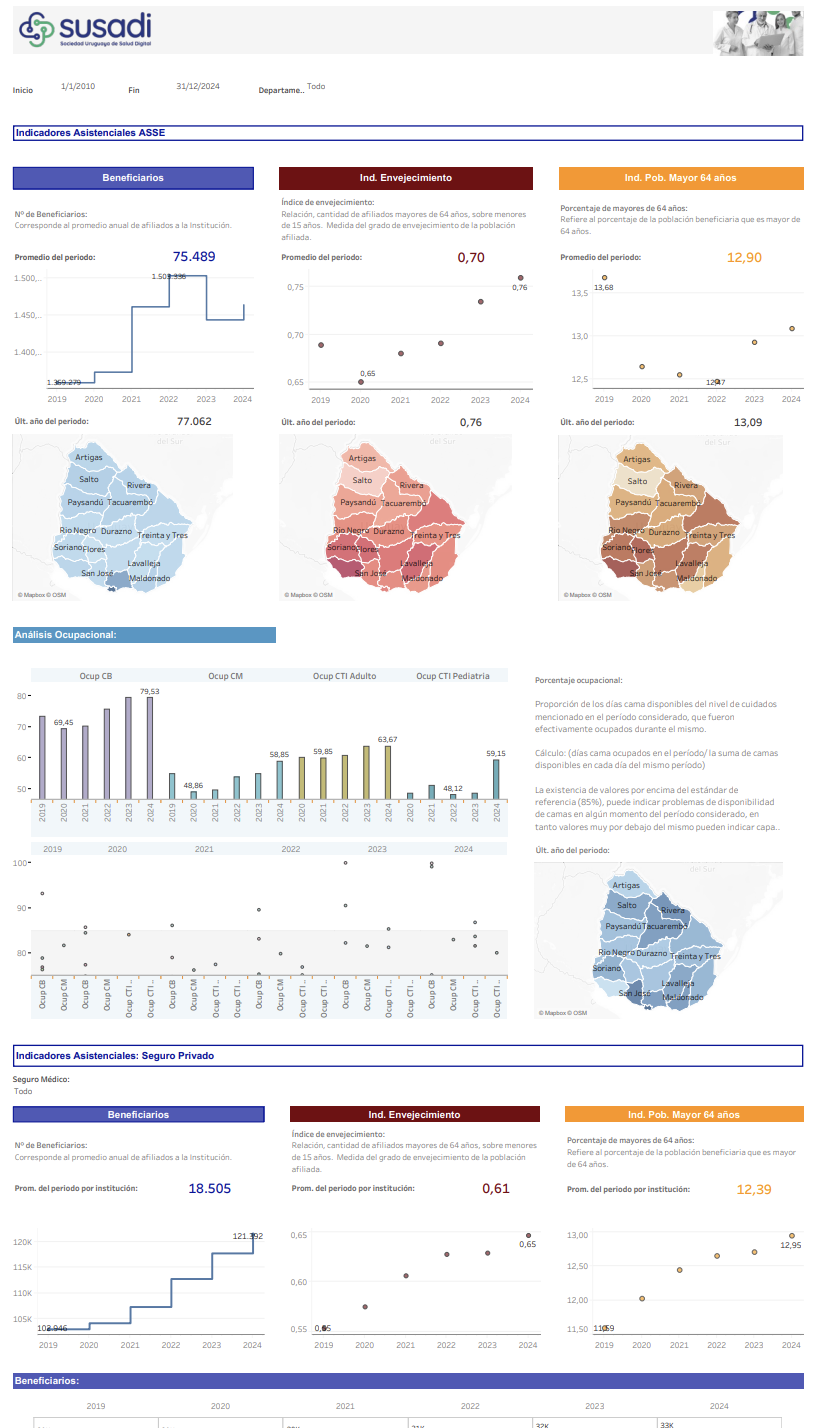 susadi
Sociedad Uruguaya de Salud Digital
Inicio 1/1/2010 Fin 31/12/2024 Departame.. Todo
Indicadores Asistenciales ASSE
Beneficiarios
Nº de Beneficiarios:
Corresponde al promedio anual de afiliados a la Institución.
Promedio del periodo: 75.489
1.500,..
1.450,..
1.400,..
1.503.336
1.359.279
2019 2020 2021 2022 2023 2024
Últ. año del periodo: 77.062
del Sur
Artigas
Salto
Rivera
Paysandú Tacuarembó
Río Negro Durazno Treinta y Tres
Soriano Flores
Lavalleja
San José Maldonado
© Mapbox © OSM
Ind. Envejecimiento
Índice de envejecimiento:
Relación, cantidad de afiliados mayores de 64 años, sobre menores
de 15 años. Medida del grado de envejecimiento de la población
afiliada.
Promedio del periodo: 0,70
0,75
0,70
0,65
0,76
0,65
2019 2020 2021 2022 2023 2024
Últ. año del periodo: 0,76
del Sur
Artigas
Salto
Rivera
Paysandú Tacuarembó
Río Negro Durazno Treinta y Tres
Soriano Flores
Lavalleja
San José Maldonado
© Mapbox © OSM
Ind. Pob. Mayor 64 años
Porcentaje de mayores de 64 años:
Refiere al porcentaje de la población beneficiaria que es mayor de
64 años.
Promedio del periodo: 12,90
13,5
13,0
12,5
13,68
12,47
2019 2020 2021 2022 2023 2024
Últ. año del periodo: 13,09
del Sur
Artigas
Salto
Rivera
Paysandú Tacuarembó
Río Negro Durazno Treinta y Tres
Soriano Flores
Lavalleja
San José Maldonado
© Mapbox © OSM
Análisis Ocupacional:
Ocup CB Ocup CM Ocup CTI Adulto Ocup CTI Pediatria
80
70
60
50
69,45 79,53 48,86 58,85 59,85 63,67 48,12 59,15
2019 2020 2021 2022 2023 2024 2019 2020 2021 2022 2023 2024 2020 2021 2022 2023 2024 2020 2021 2022 2023 2024
2019 2020 2021 2022 2023 2024
100
90
80
Ocup CB Ocup CM Ocup CB Ocup CM Ocup CTI .. Ocup CTI .. Ocup CB Ocup CM Ocup CTI .. Ocup CTI .. Ocup CB Ocup CM Ocup CTI .. Ocup CTI .. Ocup CB Ocup CM Ocup CTI .. Ocup CTI .. Ocup CB Ocup CM Ocup CTI .. Ocup CTI ..
Porcentaje ocupacional:
Proporción de los días cama disponibles del nivel de cuidados
mencionado en el período considerado, que fueron
efectivamente ocupados durante el mismo.
Cálculo: (días cama ocupados en el período/ la suma de camas
disponibles en cada día del mismo período)
La existencia de valores por encima del estándar de
referencia (85%), puede indicar problemas de disponibilidad
de camas en algún momento del período considerado, en
tanto valores muy por debajo del mismo pueden indicar capa..
Últ. año del periodo:
del Sur
Artigas
Salto
Rivera
Paysandú Tacuarembó
Río Negro Durazno Treinta y Tres
Soriano
Lavalleja
San José Maldonado
© Mapbox © OSM
Indicadores Asistenciales: Seguro Privado
Seguro Médico:
Todo
Beneficiarios
Nº de Beneficiarios:
Corresponde al promedio anual de afiliados a la Institución.
Prom. del periodo por institución: 18.505
120K
115K
110K
105K
121.392
102.946
2019 2020 2021 2022 2023 2024
Ind. Envejecimiento
Índice de envejecimiento:
Relación, cantidad de afiliados mayores de 64 años, sobre menores
de 15 años. Medida del grado de envejecimiento de la población
afiliada.
Prom. del periodo por institución: 0,61
0,65
0,60
0,55
0,65
0,55
2019 2020 2021 2022 2023 2024
Ind. Pob. Mayor 64 años
Porcentaje de mayores de 64 años:
Refiere al porcentaje de la población beneficiaria que es mayor
de 64 años.
Prom. del periodo por institución: 12,39
13,00
12,50
12,00
11,50
12,95
11,59
2019 2020 2021 2022 2023 2024
Beneficiarios:
2019 2020 2021 2022 2023 2024
32K 33K